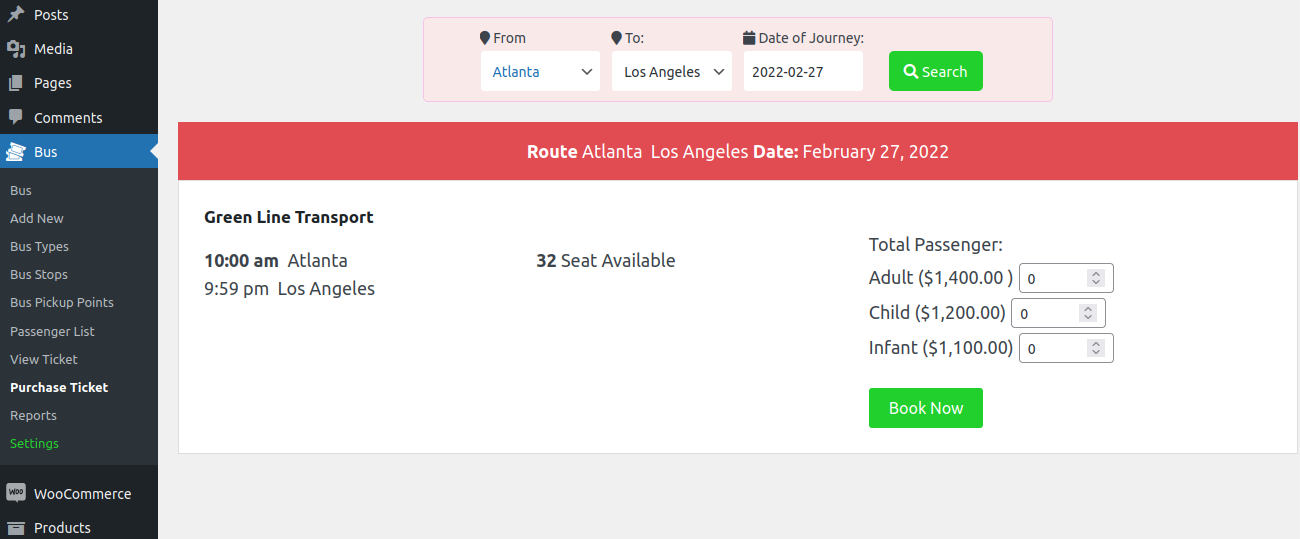 Posts
Media
Pages
Comments
Bus
Bus
Add New
Bus Types
Bus Stops
Bus Pickup Points
Passenger List
View Ticket
Purchase Ticket
Reports
Settings
Woo WooCommerce
Products
From To: Date of Journey:
Atlanta Los Angeles 2022-02-27 Search
Route Atlanta Los Angeles Date: February 27, 2022
Green Line Transport
10:00 am Atlanta
9:59 pm Los Angeles
32 Seat Available
Total Passenger:
Adult ($1,400.00 ) 0
Child ($1,200.00) 0
Infant ($1,100.00) 0
Book Now